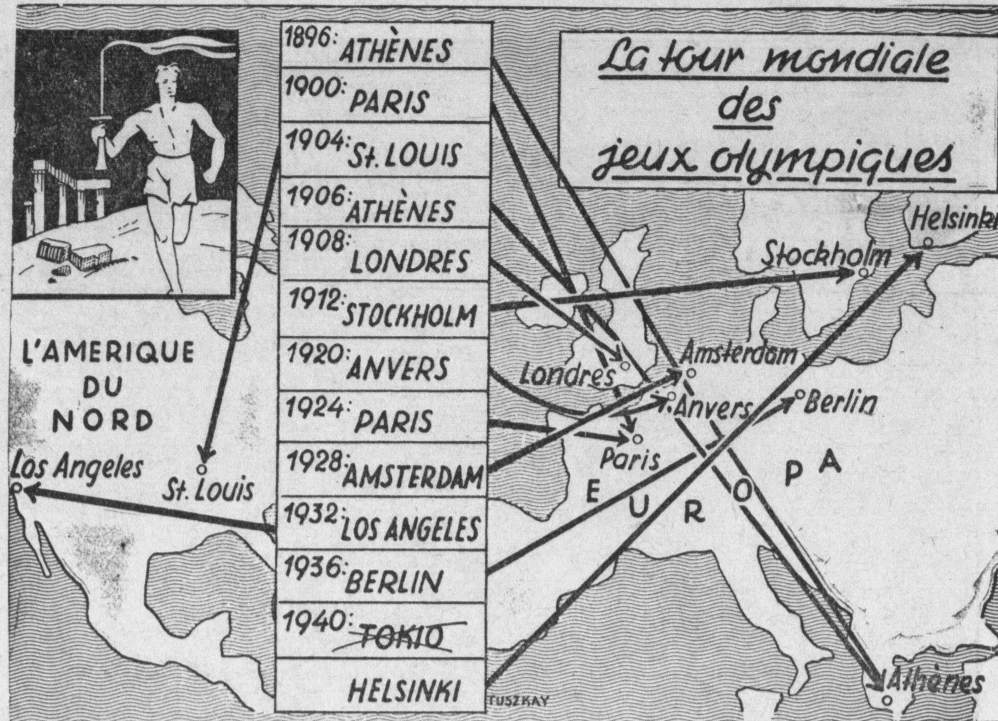 La tour mondiale
des
jeux olympiques
1896: ATHÈNES
1900: PARIS
1904: St. LOUIS
1906: ATHÈNES
1908: LONDRES
1912: STOCKHOLM
1920: ANVERS
1924: PARIS
1928: AMSTERDAM
1932: LOS ANGELES
1936: BERLIN
1940: TOKIO
HELSINKI
L'AMERIQUE
DU
NORD
Los Angeles
St. Louis
Helsinki
Stockholm
Londres
Amsterdam
Anvers
Berlin
Paris
EUROPA
Athènes
TUSZKAY